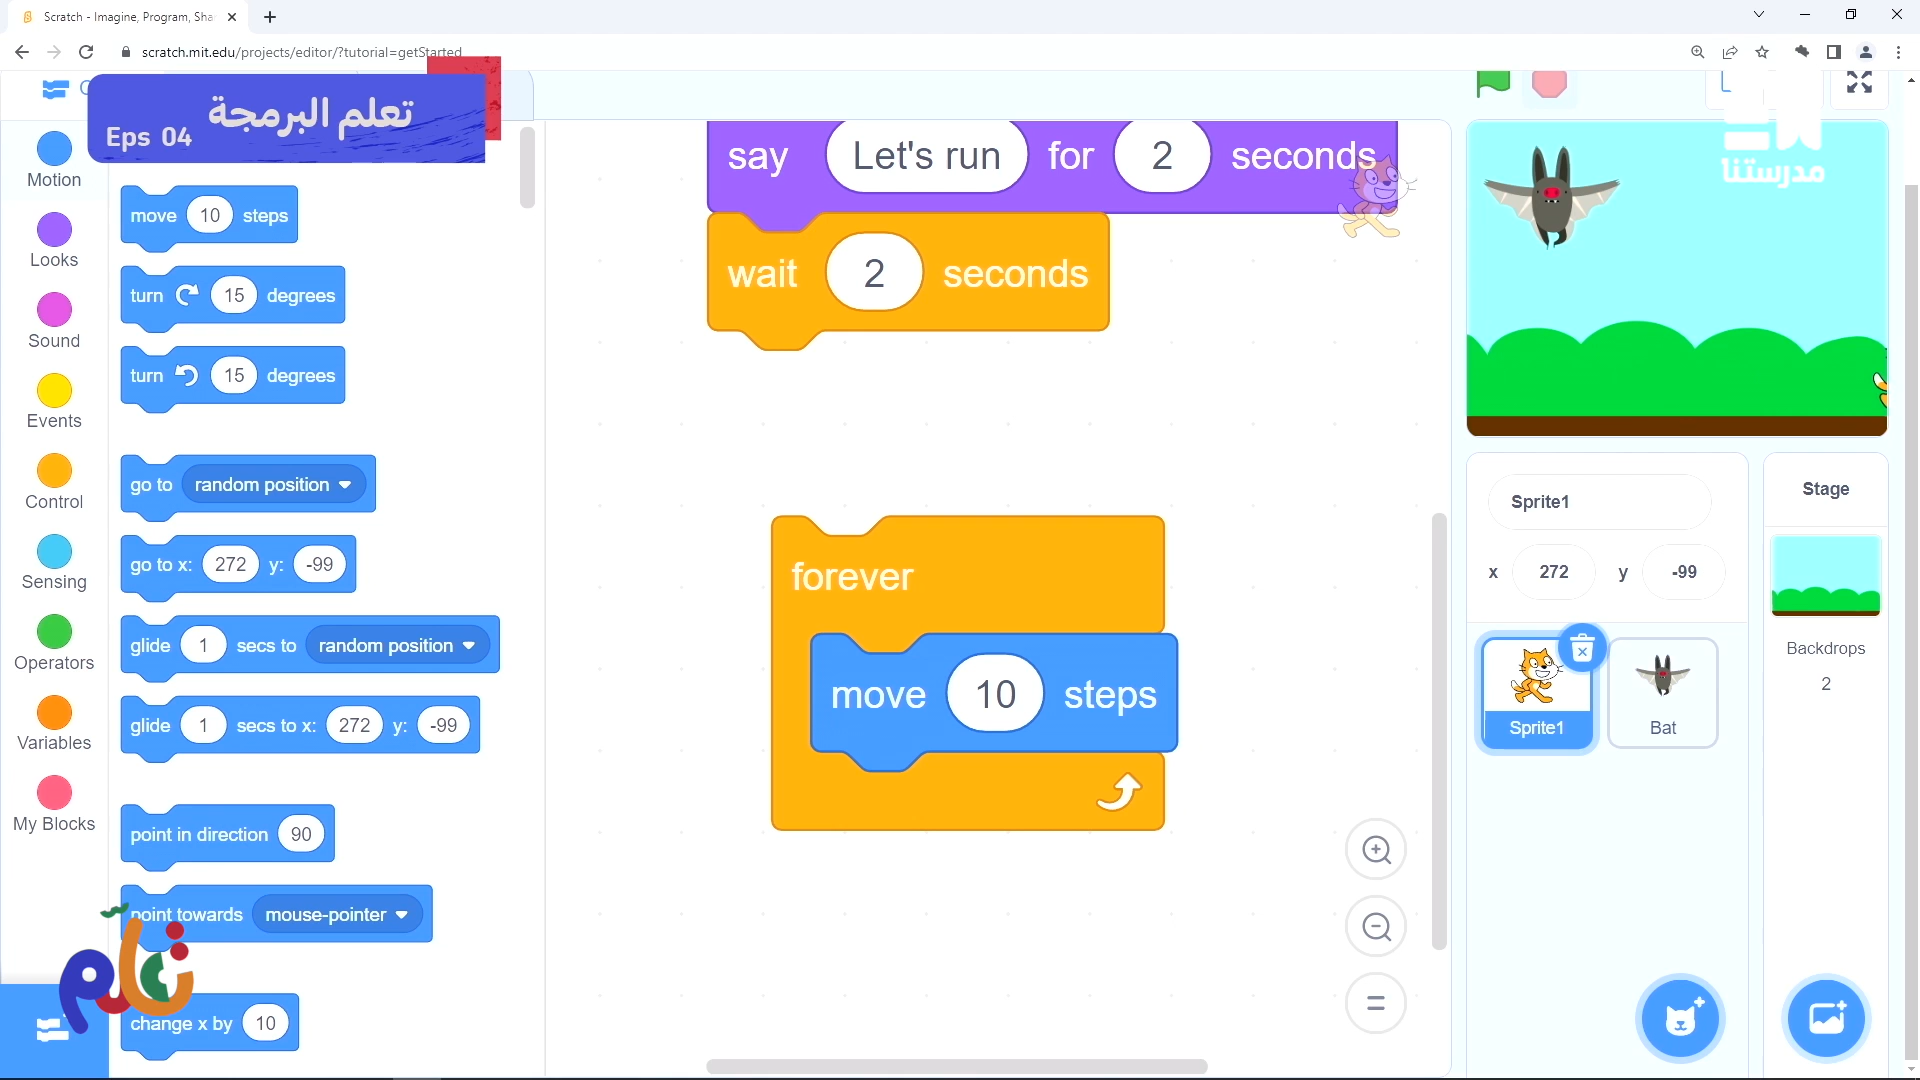 Scratch - Imagine, Program, Sha
scratch.mit.edu/projects/editor/?tutorial=getStarted
تعلم البرمجة
Eps 04
مدرستنا
Motion
Looks
Sound
Events
Control
Sensing
Operators
Variables
My Blocks
move 10 steps
turn 15 degrees
turn 15 degrees
go to random position
go to x: 272 y: -99
glide 1 secs to random position
glide 1 secs to x: 272 y: -99
point in direction 90
point towards mouse-pointer
change x by 10
say Let's run for 2 seconds
wait 2 seconds
forever
move 10 steps
Sprite1
x 272 y -99
Sprite1
Bat
Stage
Backdrops
2